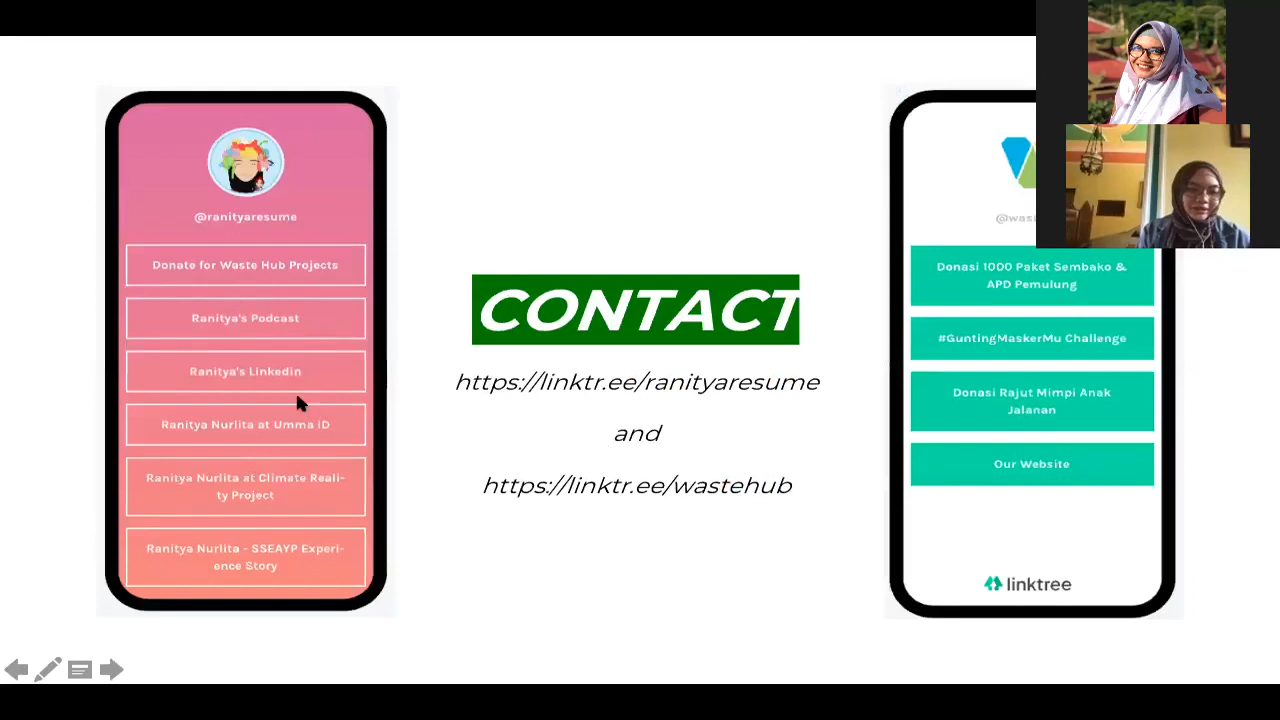 @ranityaresume
Donate for Waste Hub Projects
Ranitya's Podcast
Ranitya's Linkedin
Ranitya Nurlita at Umma iD
Ranitya Nurlita at Climate Reali-
ty Project
Ranitya Nurlita - SSEAYP Experi-
ence Story
CONTACT
https://linktr.ee/ranityaresume
and
https://linktr.ee/wastehub
Donasi 1000 Paket Sembako &
APD Pemulung
#GuntingMaskerMu Challenge
Donasi Rajut Mimpi Anak
Jalanan
Our Website
linktree